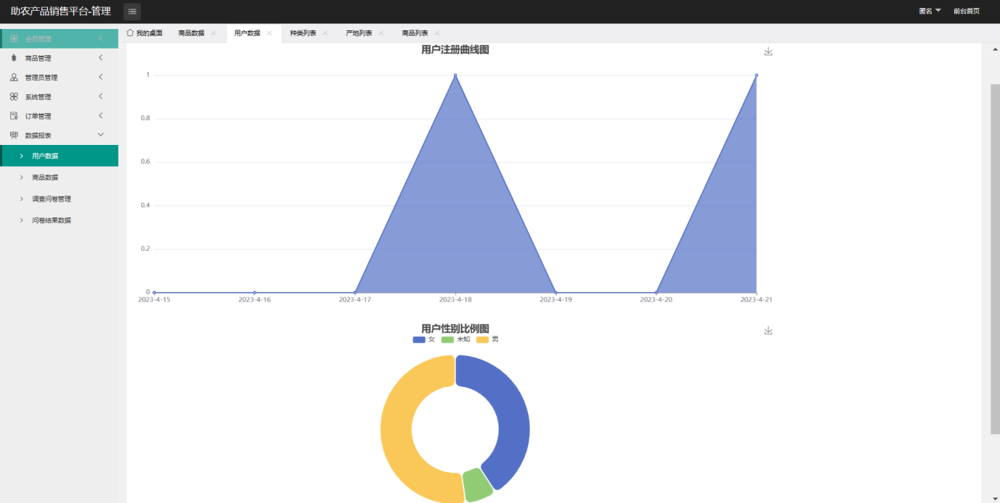 助农产品销售平台-管理
匿名 前台首页
我的桌面 商品数据 用户数据 种类列表 产地列表 商品列表
会员管理
商品管理
管理员管理
系统管理
订单管理
数据报表
用户数据
商品数据
调查问卷管理
问卷结果数据
用户注册曲线图
1
0.8
0.6
0.4
0.2
0
2023-4-15 2023-4-16 2023-4-17 2023-4-18 2023-4-19 2023-4-20 2023-4-21
用户性别比例图
女 未知 男